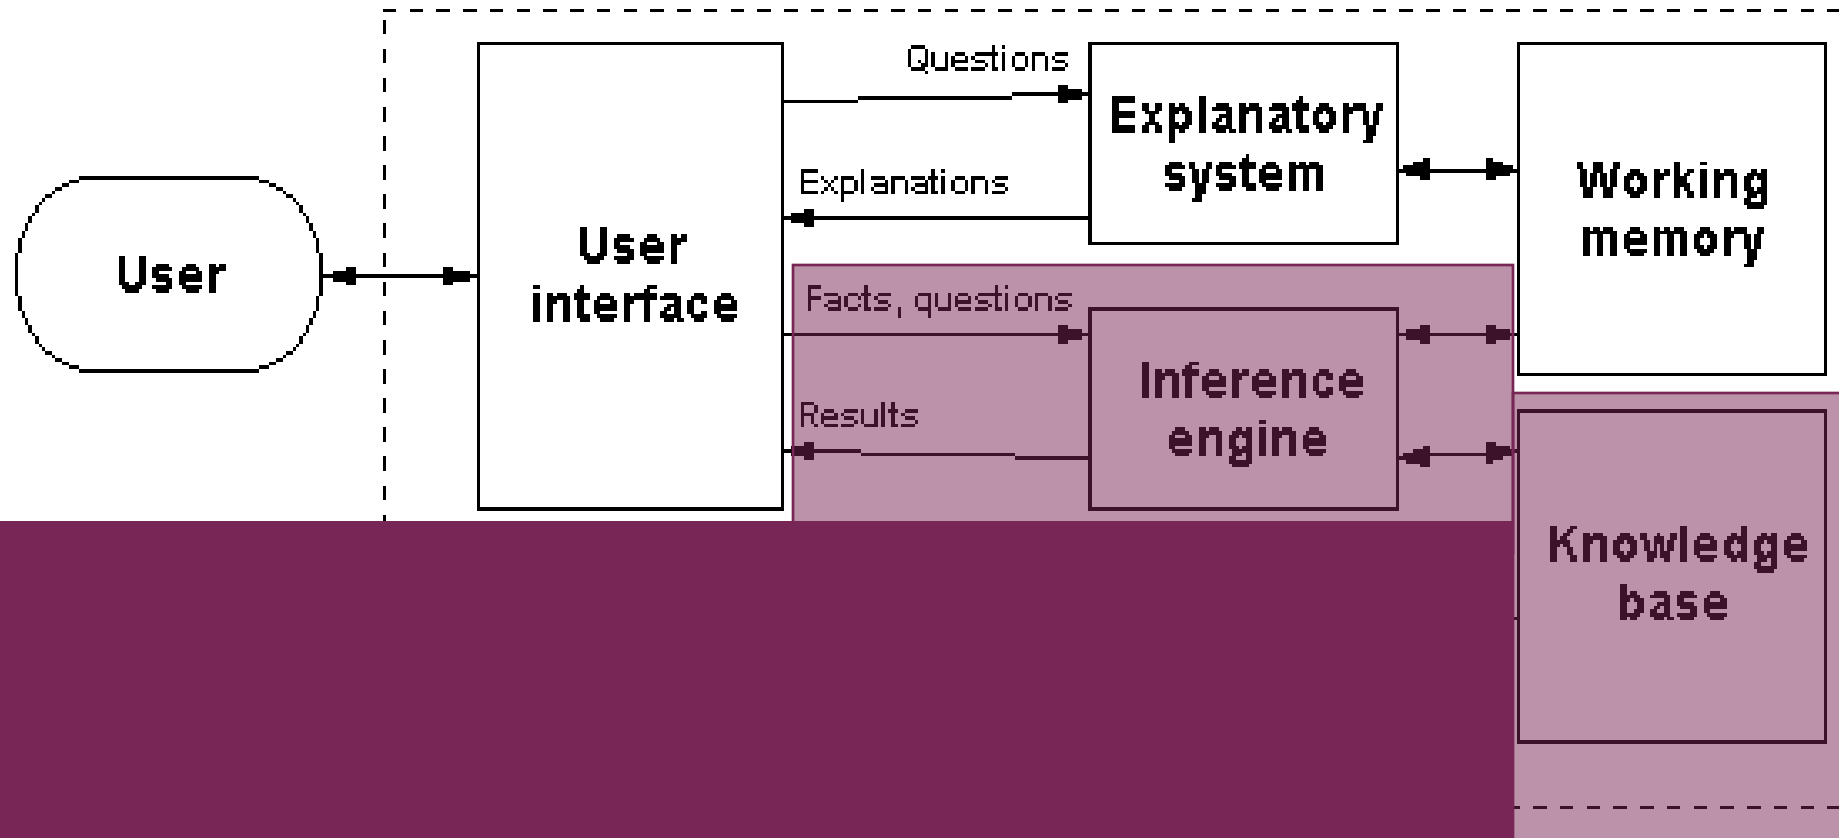 Questions
Explanatory
system
Explanations
Working
memory
User
User
interface
Facts, questions
Inference
engine
Results
Knowledge
base